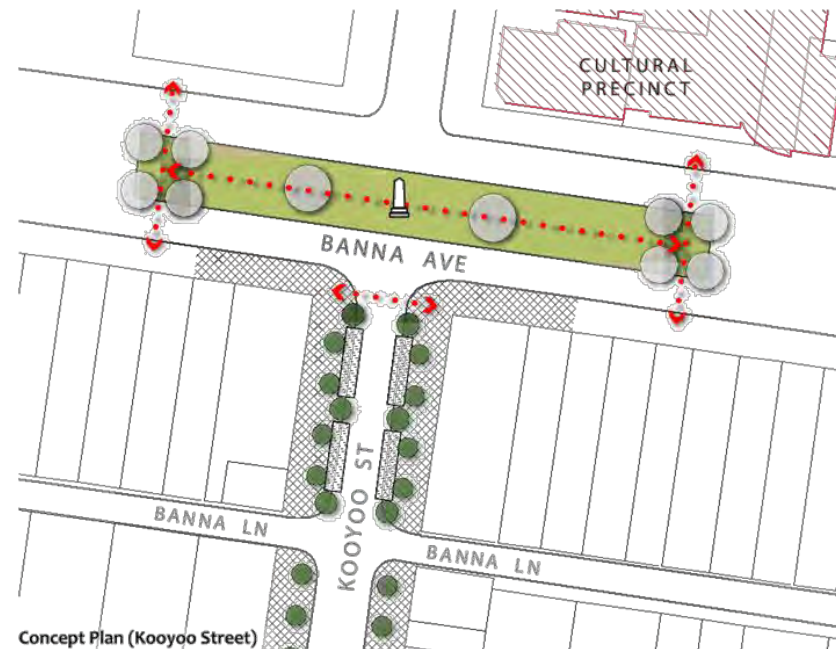 CULTURAL
PRECINCT
BANNA AVE
KOOYOO ST
BANNA LN
BANNA LN
Concept Plan (Kooyoo Street)